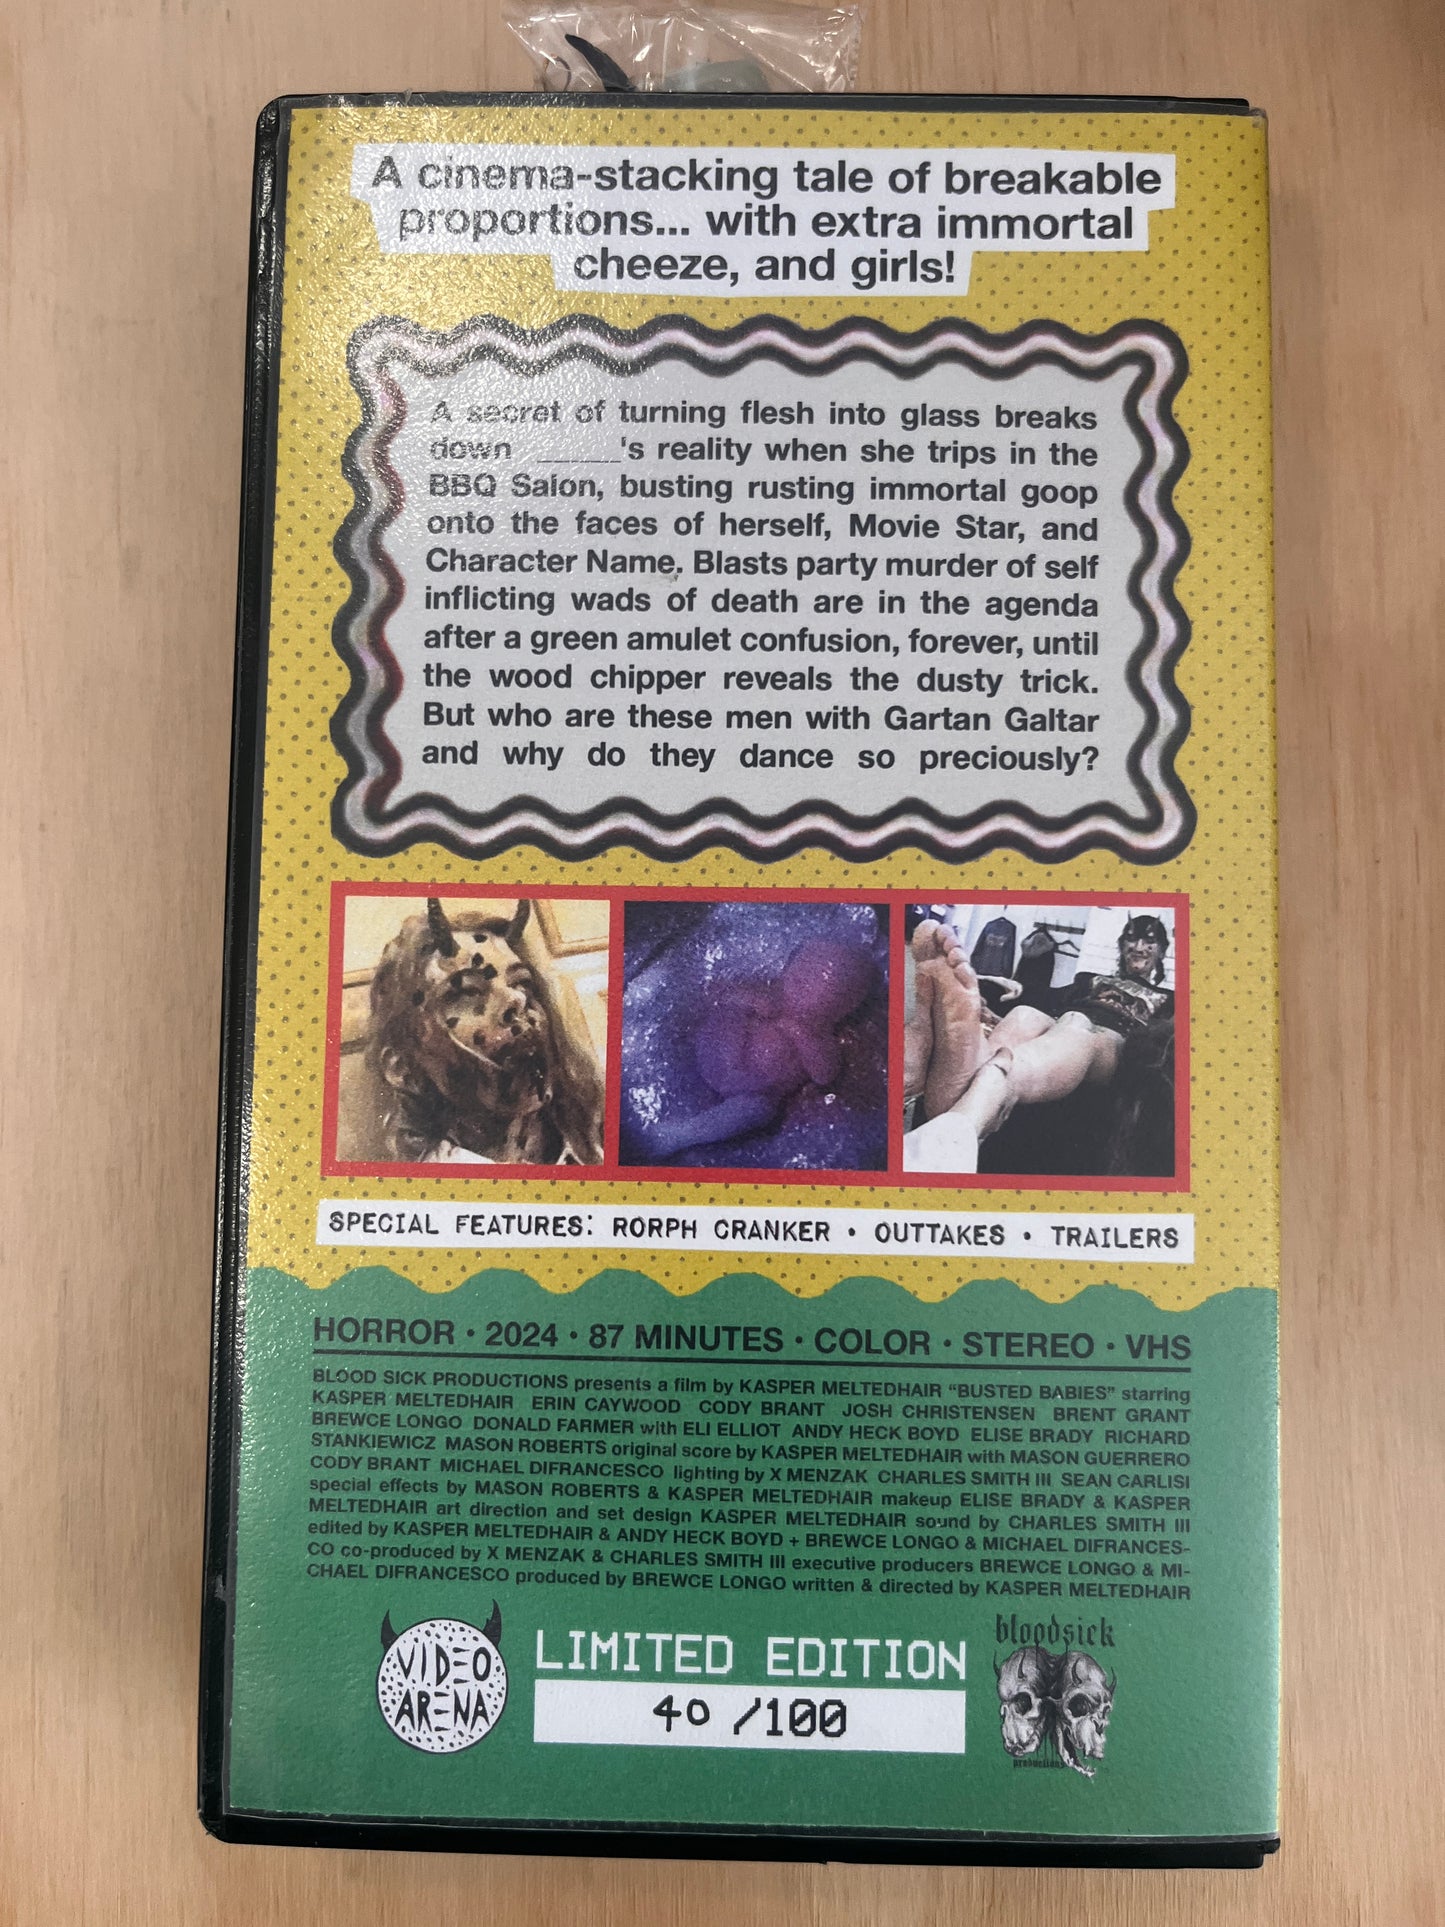 A cinema-stacking tale of breakable
proportions... with extra immortal
cheeze, and girls!
A secret of turning flesh into glass breaks
down ______'s reality when she trips in the
BBQ Salon, busting rusting immortal goop
onto the faces of herself, Movie Star, and
Character Name. Blasts party murder of self
inflicting wads of death are in the agenda
after a green amulet confusion, forever, until
the wood chipper reveals the dusty trick.
But who are these men with Gartan Galtar
and why do they dance so preciously?
SPECIAL FEATURES: RORPH CRANKER • OUTTAKES • TRAILERS
HORROR • 2024 • 87 MINUTES • COLOR • STEREO • VHS
BLOOD SICK PRODUCTIONS presents a film by KASPER MELTEDHAIR "BUSTED BABIES" starring
KASPER MELTEDHAIR ERIN CAYWOOD CODY BRANT JOSH CHRISTENSEN BRENT GRANT
BREWCE LONGO DONALD FARMER with ELI ELLIOT ANDY HECK BOYD ELISE BRADY RICHARD
STANKIEWICZ MASON ROBERTS original score by KASPER MELTEDHAIR with MASON GUERRERO
CODY BRANT MICHAEL DIFRANCESCO lighting by X MENZAK CHARLES SMITH III SEAN CARLISI
special effects by MASON ROBERTS & KASPER MELTEDHAIR makeup ELISE BRADY & KASPER
MELTEDHAIR art direction and set design KASPER MELTEDHAIR sound by CHARLES SMITH III
edited by KASPER MELTEDHAIR & ANDY HECK BOYD + BREWCE LONGO & MICHAEL DIFRANCES-
CO co-produced by X MENZAK & CHARLES SMITH III executive producers BREWCE LONGO & MI-
CHAEL DIFRANCESCO produced by BREWCE LONGO written & directed by KASPER MELTEDHAIR
VIDEO
ARENA
LIMITED EDITION
40 /100
bloodsick
productions